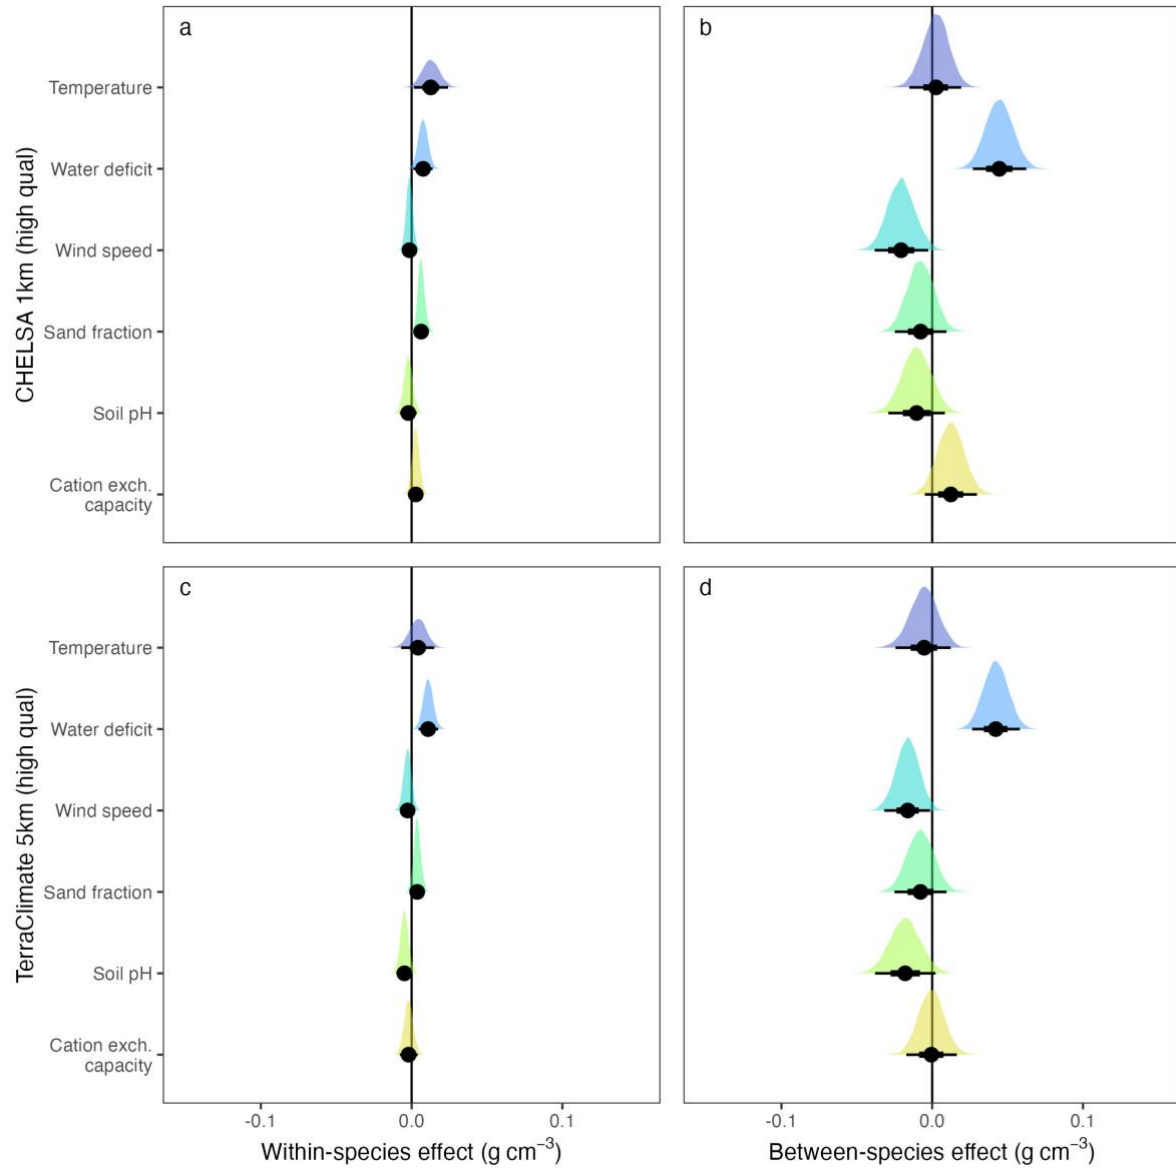 a
b
CHELSA 1km (high qual)
Temperature
Water deficit
Wind speed
Sand fraction
Soil pH
Cation exch.
capacity
c
d
TerraClimate 5km (high qual)
Temperature
Water deficit
Wind speed
Sand fraction
Soil pH
Cation exch.
capacity
-0.1 0.0 0.1
-0.1 0.0 0.1
Within-species effect (g cm⁻³)
Between-species effect (g cm⁻³)